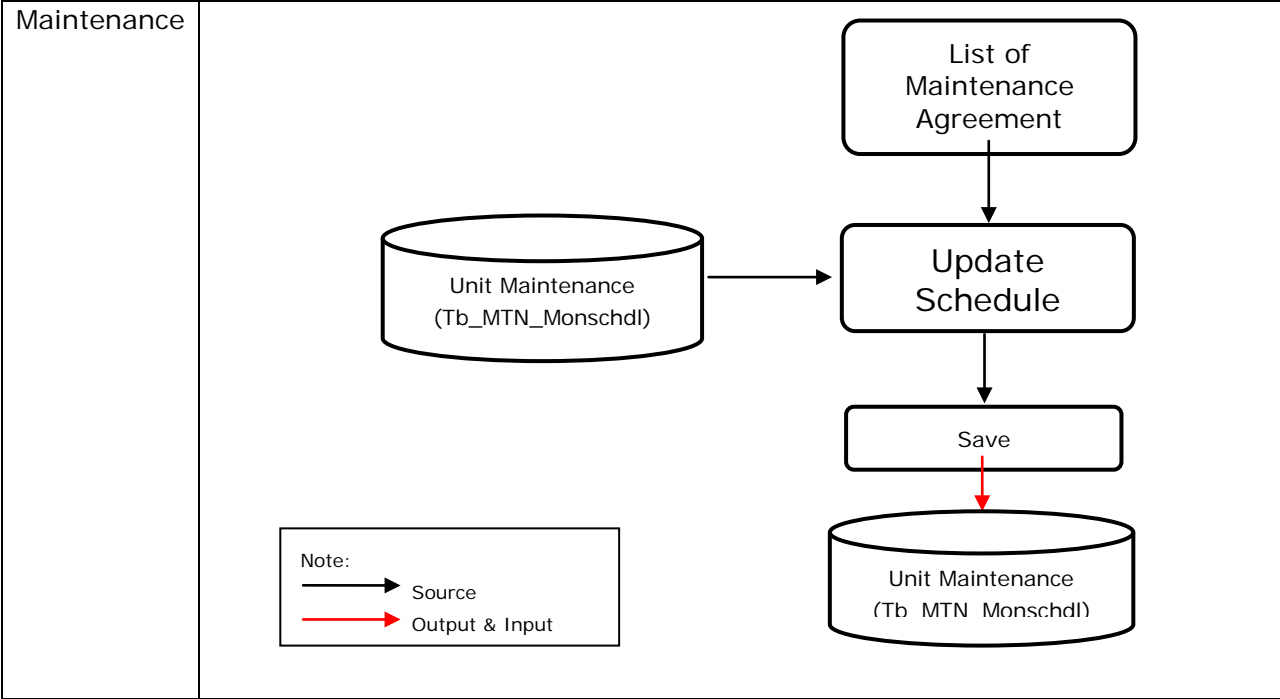 Maintenance
List of
Maintenance
Agreement
Update
Schedule
Unit Maintenance
(Tb_MTN_Monschdl)
Save
Note:
Source
Output & Input
Unit Maintenance
(Tb_MTN_Monschdl)